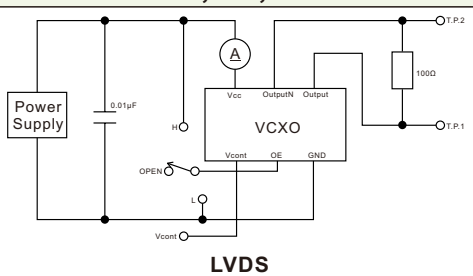 T.P.2
A
100Ω
Vcc OutputN Output
Power
Supply
0.01µF
H
VCXO
T.P.1
Vcont OE GND
OPEN
L
Vcont
LVDS